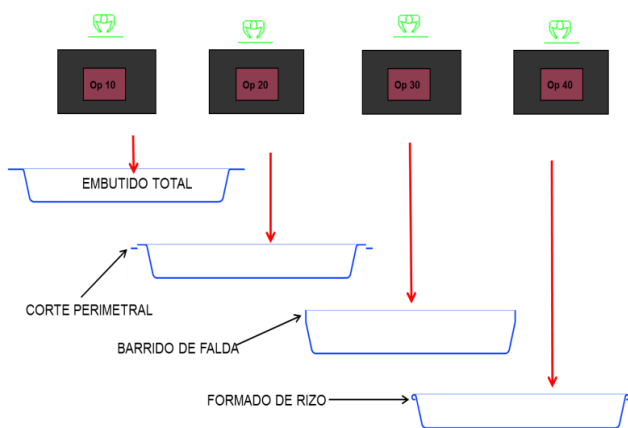 Op 10
Op 20
Op 30
Op 40
EMBUTIDO TOTAL
CORTE PERIMETRAL
BARRIDO DE FALDA
FORMADO DE RIZO